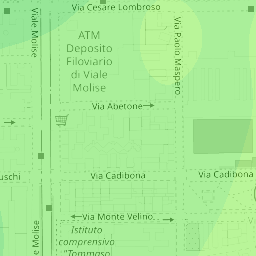 Via Cesare Lombroso
Viale Molise
Via Paolo Maspero
ATM
Deposito
Filoviario
di Viale
Molise
Via Abetone
uschi
Via Cadibona
Via Cadibona
Via Monte Velino
e Molise
Istituto
comprensivo
"Tommaso